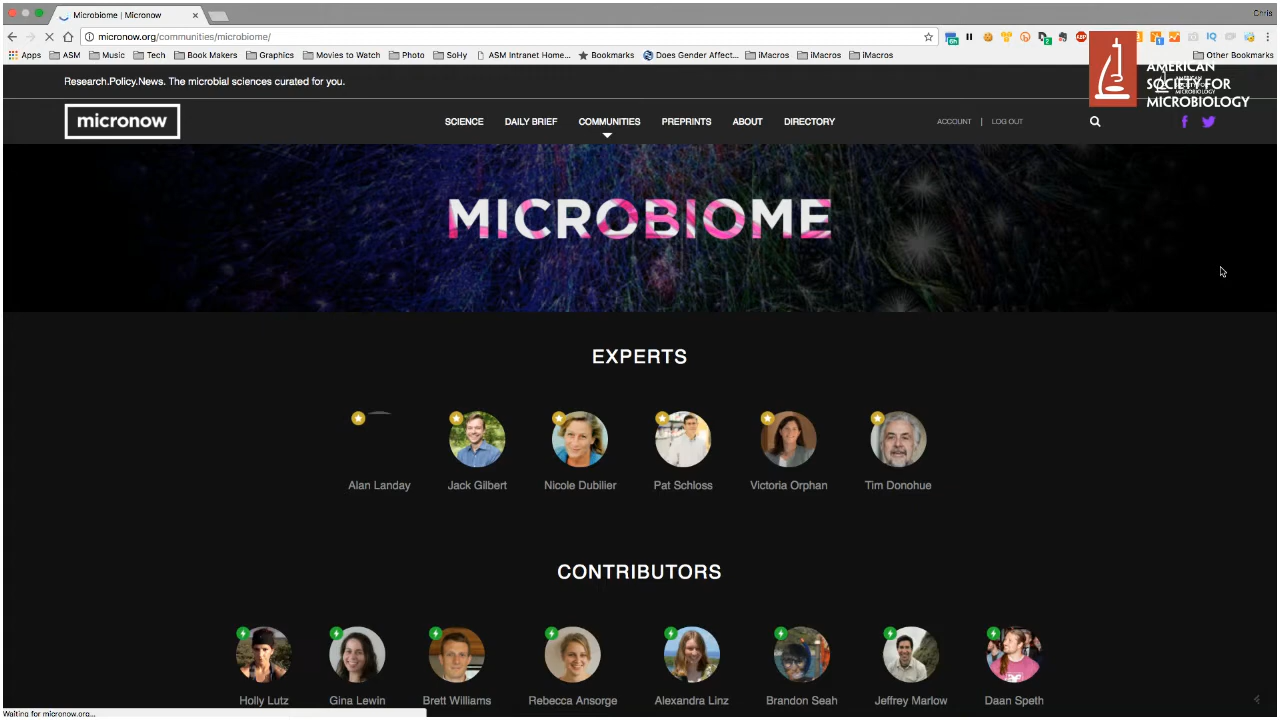 Microbiome | Micronow
Chris
micronow.org/communities/microbiome/
Apps ASM Music Tech Book Makers Graphics Movies to Watch Photo SoHy ASM Intranet Home... Bookmarks Does Gender Affect... iMacros iMacros iMacros Other Bookmarks
Research.Policy.News. The microbial sciences curated for you.
AMERICAN
SOCIETY FOR
MICROBIOLOGY
micronow
SCIENCE DAILY BRIEF COMMUNITIES PREPRINTS ABOUT DIRECTORY ACCOUNT | LOG OUT
MICROBIOME
EXPERTS
Alan Landay Jack Gilbert Nicole Dubilier Pat Schloss Victoria Orphan Tim Donohue
CONTRIBUTORS
Holly Lutz Gina Lewin Brett Williams Rebecca Ansorge Alexandra Linz Brandon Seah Jeffrey Marlow Daan Speth
Waiting for micronow.org...